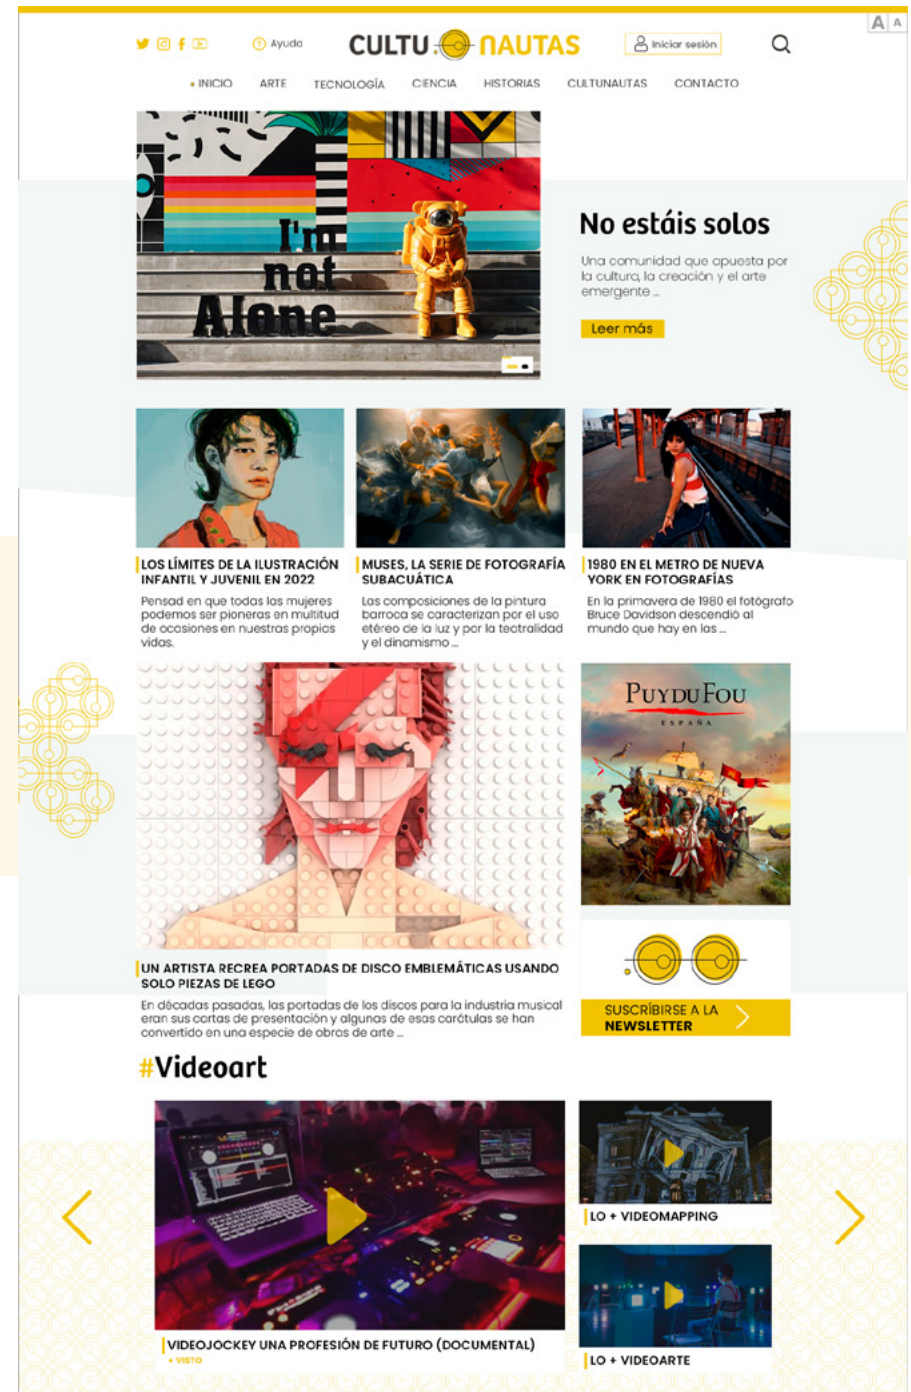 A A
Ayuda
CULTU NAUTAS
Iniciar sesión
INICIO ARTE TECNOLOGÍA CIENCIA HISTORIAS CULTUNAUTAS CONTACTO
I'm
not
Alone
No estáis solos
Una comunidad que apuesta por
la cultura, la creación y el arte
emergente ...
Leer más
LOS LÍMITES DE LA ILUSTRACIÓN
INFANTIL Y JUVENIL EN 2022
Pensad en que todas las mujeres
podemos ser pioneras en multitud
de ocasiones en nuestras propias
vidas.
MUSES, LA SERIE DE FOTOGRAFÍA
SUBACUÁTICA
Las composiciones de la pintura
barroca se caracterizan por el uso
etéreo de la luz y por la teatralidad
y el dinamismo ...
1980 EN EL METRO DE NUEVA
YORK EN FOTOGRAFÍAS
En la primavera de 1980 el fotógrafo
Bruce Davidson descendió al
mundo que hay en las ...
PUY DU FOU
ESPAÑA
UN ARTISTA RECREA PORTADAS DE DISCO EMBLEMÁTICAS USANDO
SOLO PIEZAS DE LEGO
En décadas pasadas, las portadas de los discos para la industria musical
eran sus cartas de presentación y algunas de esas carátulas se han
convertido en una especie de obras de arte ...
SUSCRÍBIRSE A LA
NEWSLETTER
#Videoart
VIDEOJOCKEY UNA PROFESIÓN DE FUTURO (DOCUMENTAL)
+ VISTO
LO + VIDEOMAPPING
LO + VIDEOARTE